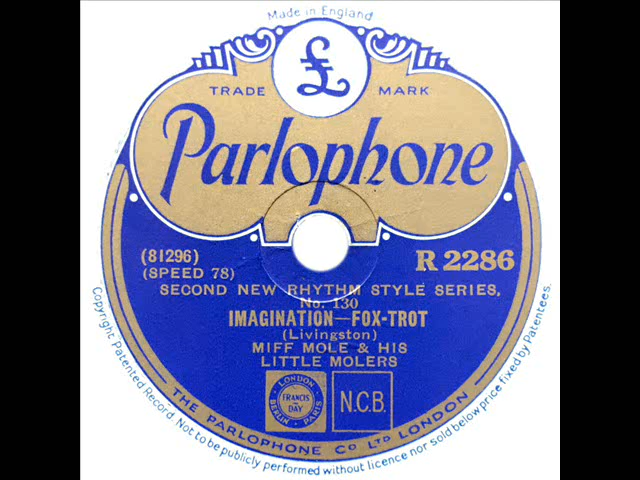 Made in England
£
TRADE MARK
Parlophone
(81296)
R 2286
(SPEED 78)
SECOND NEW RHYTHM STYLE SERIES,
No. 130
IMAGINATION—FOX-TROT
(Livingston)
MIFF MOLE & HIS
LITTLE MOLERS
LONDON
FRANCIS DAY
BERLIN PARIS
N.C.B.
THE PARLOPHONE CO LTD LONDON
Copyright Patented Record. Not to be publicly performed without licence nor sold below price fixed by Patentees.